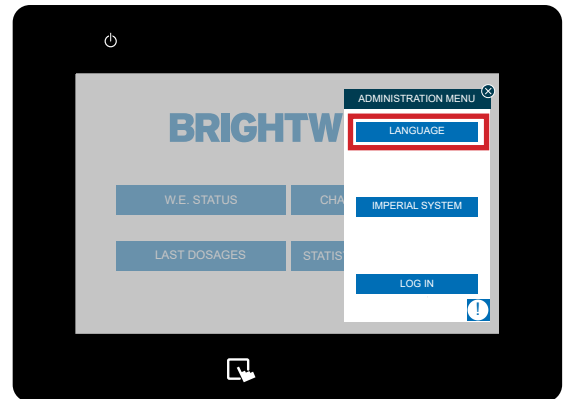 ADMINISTRATION MENU
BRIGHTW
LANGUAGE
W.E. STATUS
CHA
IMPERIAL SYSTEM
LAST DOSAGES
STATIS
LOG IN
!